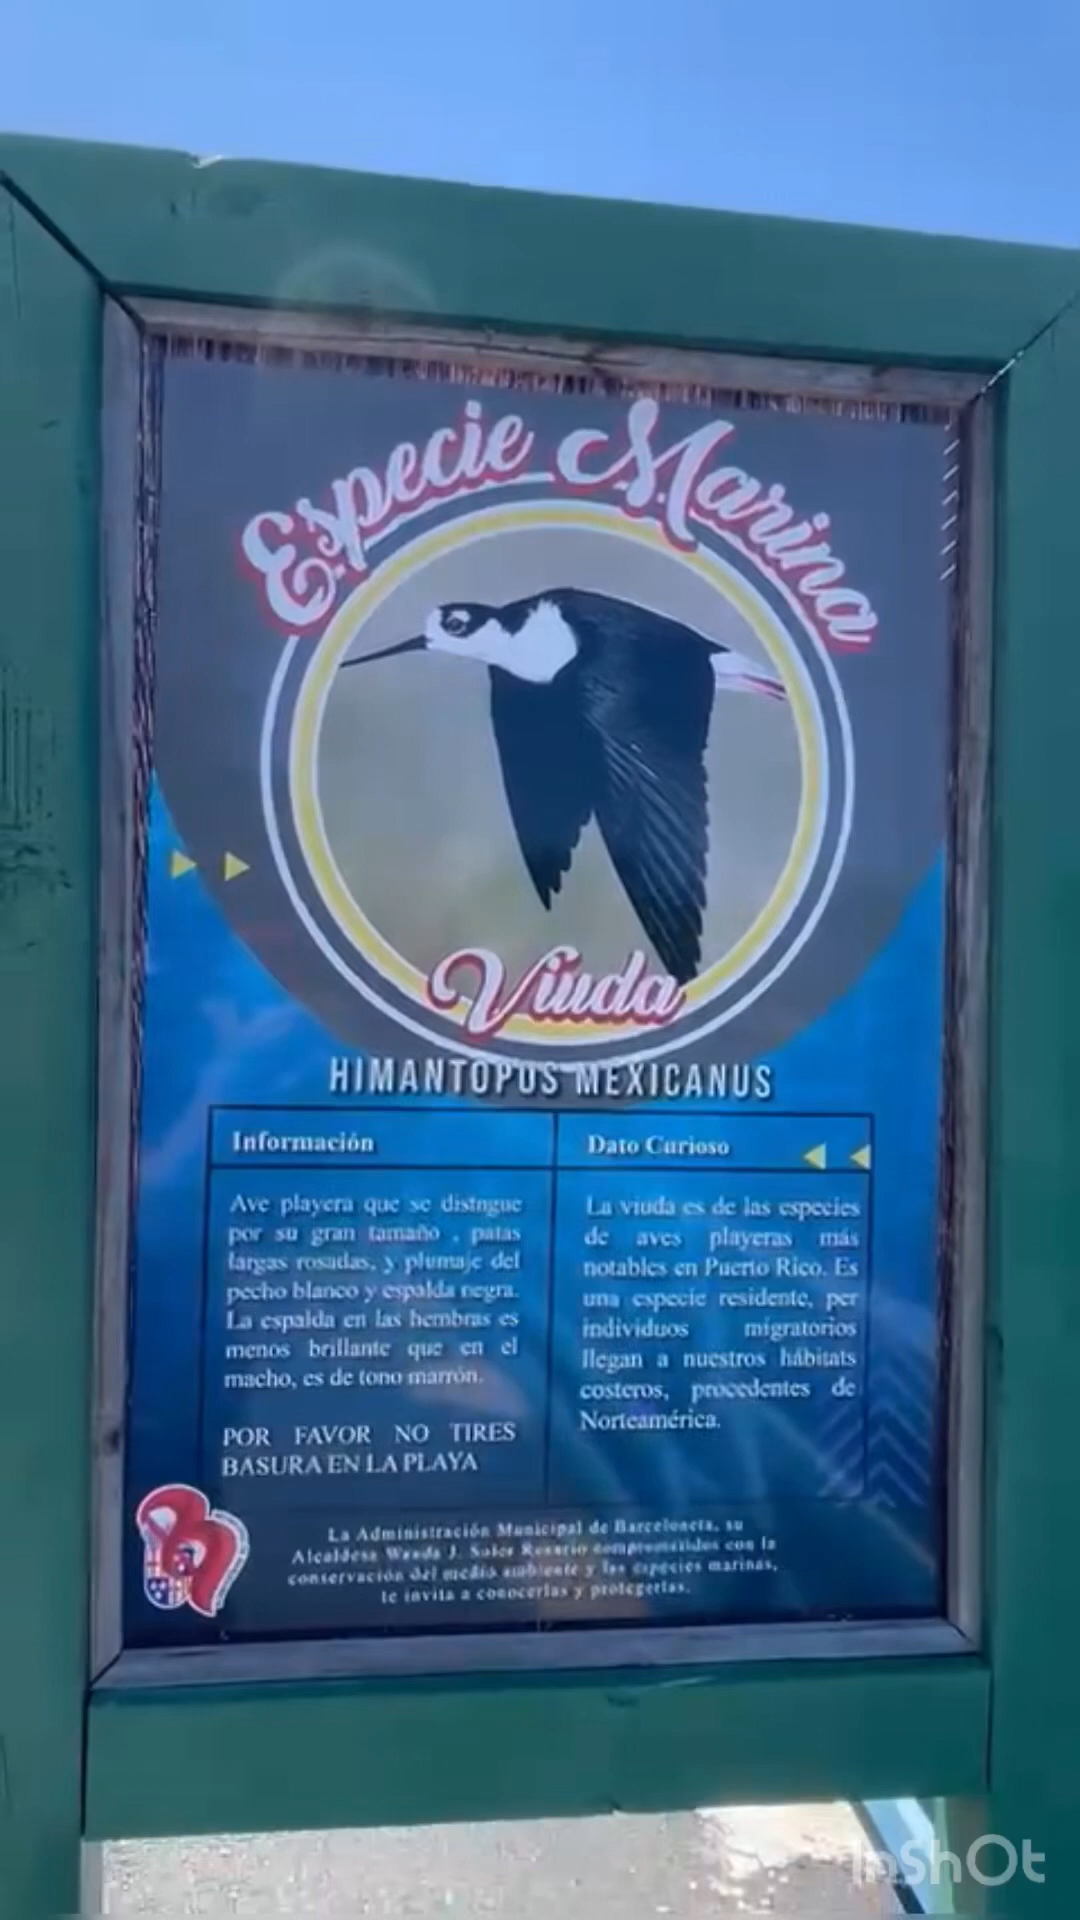 Especie Marina
Viuda
HIMANTOPUS MEXICANUS
Información
Ave playera que se distngue
por su gran tamaño , patas
largas rosadas, y plumaje del
pecho blanco y espalda negra.
La espalda en las hembras es
menos brillante que en el
macho, es de tono marrón.
POR FAVOR NO TIRES
BASURA EN LA PLAYA
Dato Curioso
La viuda es de las especies
de aves playeras más
notables en Puerto Rico. Es
una especie residente, per
individuos migratorios
llegan a nuestros hábitats
costeros, procedentes de
Norteamérica.
La Administración Municipal de Barceloneta, su
Alcaldesa Wanda J. Soler Rosario comprometidos con la
conservación del medio ambiente y las especies marinas,
te invita a conocerlas y protegerlas.
InShOt